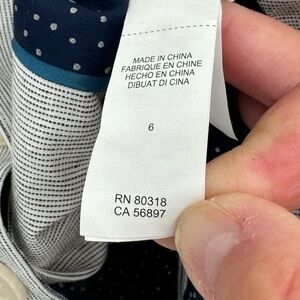 MADE IN CHINA
FABRIQUE EN CHINE
HECHO EN CHINA
DIBUAT DI CINA
6
RN 80318
CA 56897